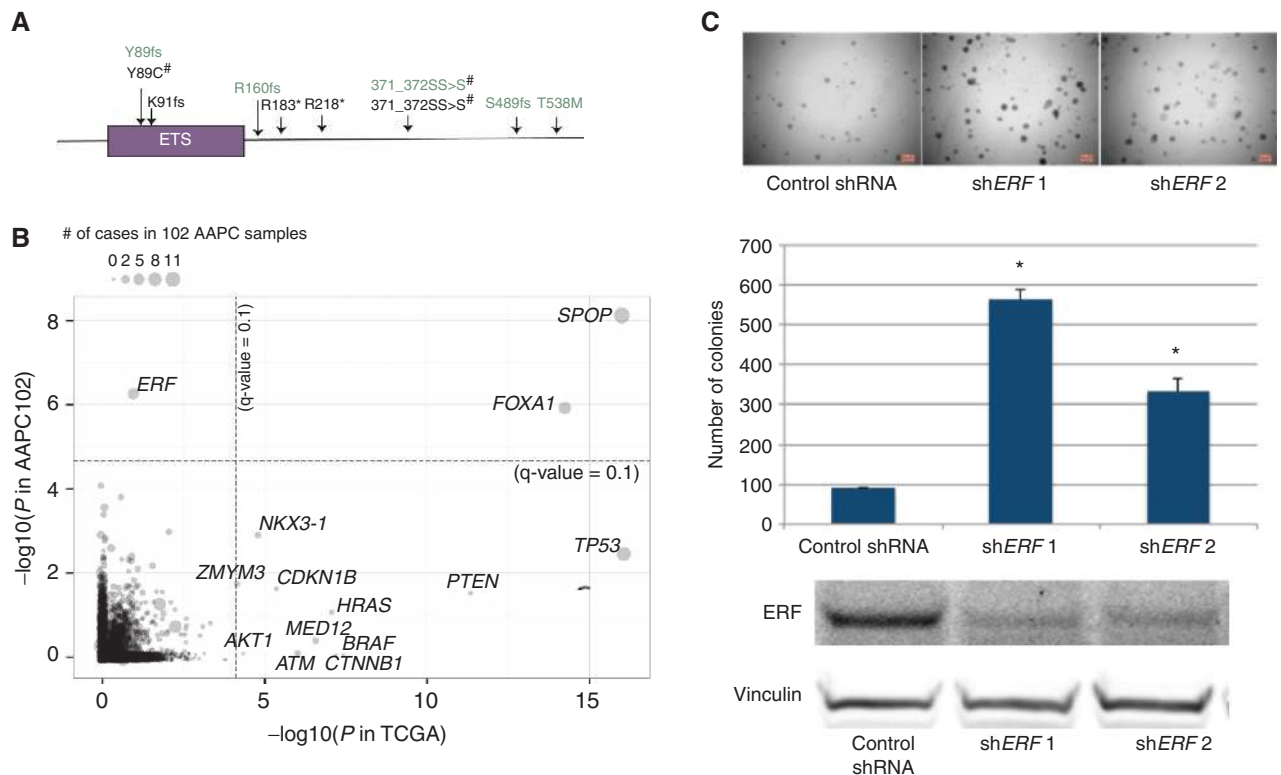 A
Y89fs
Y89C#
K91fs
R160fs
R183* R218*
371_372SS>S#
371_372SS>S#
S489fs T538M
ETS
B
# of cases in 102 AAPC samples
0 2 5 8 11
–log10(P in AAPC102)
8
6
4
2
0
(q-value = 0.1)
SPOP
ERF
FOXA1
(q-value = 0.1)
NKX3-1
TP53
ZMYM3
CDKN1B
PTEN
HRAS
AKT1
MED12
BRAF
ATM CTNNB1
0 5 10 15
–log10(P in TCGA)
C
Control shRNA
shERF 1
shERF 2
Number of colonies
700
600
500
400
300
200
100
0
*
*
Control shRNA
shERF 1
shERF 2
ERF
Vinculin
Control
shRNA
shERF 1
shERF 2